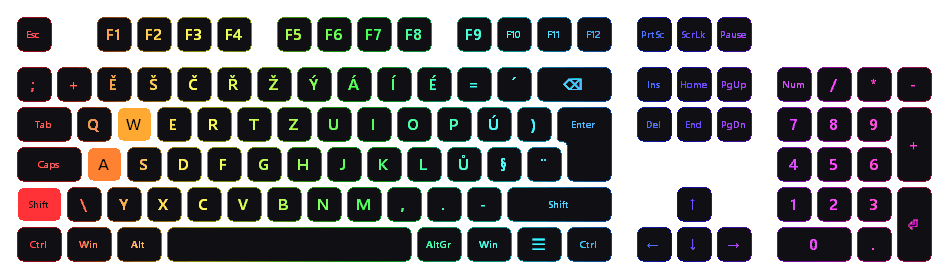 Esc F1 F2 F3 F4 F5 F6 F7 F8 F9 F10 F11 F12 PrtSc ScrLk Pause
; + Ě Š Č Ř Ž Ý Á Í É = ´ ⌫ Ins Home PgUp Num / * -
Tab Q W E R T Z U I O P Ú ) Enter Del End PgDn 7 8 9 +
Caps A S D F G H J K L Ů § ¨ 4 5 6
Shift \ Y X C V B N M , . - Shift ↑ 1 2 3 ⏎
Ctrl Win Alt AltGr Win ☰ Ctrl ← ↓ → 0 .